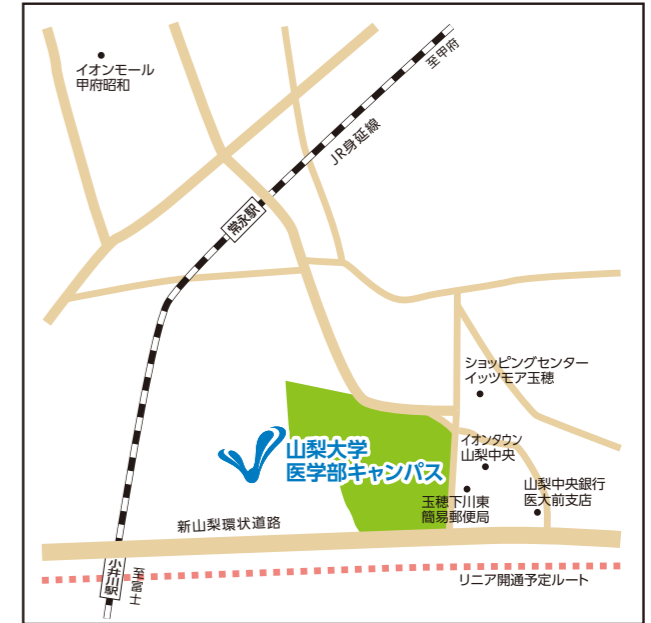 イオンモール
甲府昭和
至甲府
JR身延線
常永駅
ショッピングセンター
イッツモア玉穂
イオンタウン
山梨中央
山梨大学
医学部キャンパス
山梨中央銀行
医大前支店
玉穂下川東
簡易郵便局
新山梨環状道路
小井川駅
至富士
リニア開通予定ルート